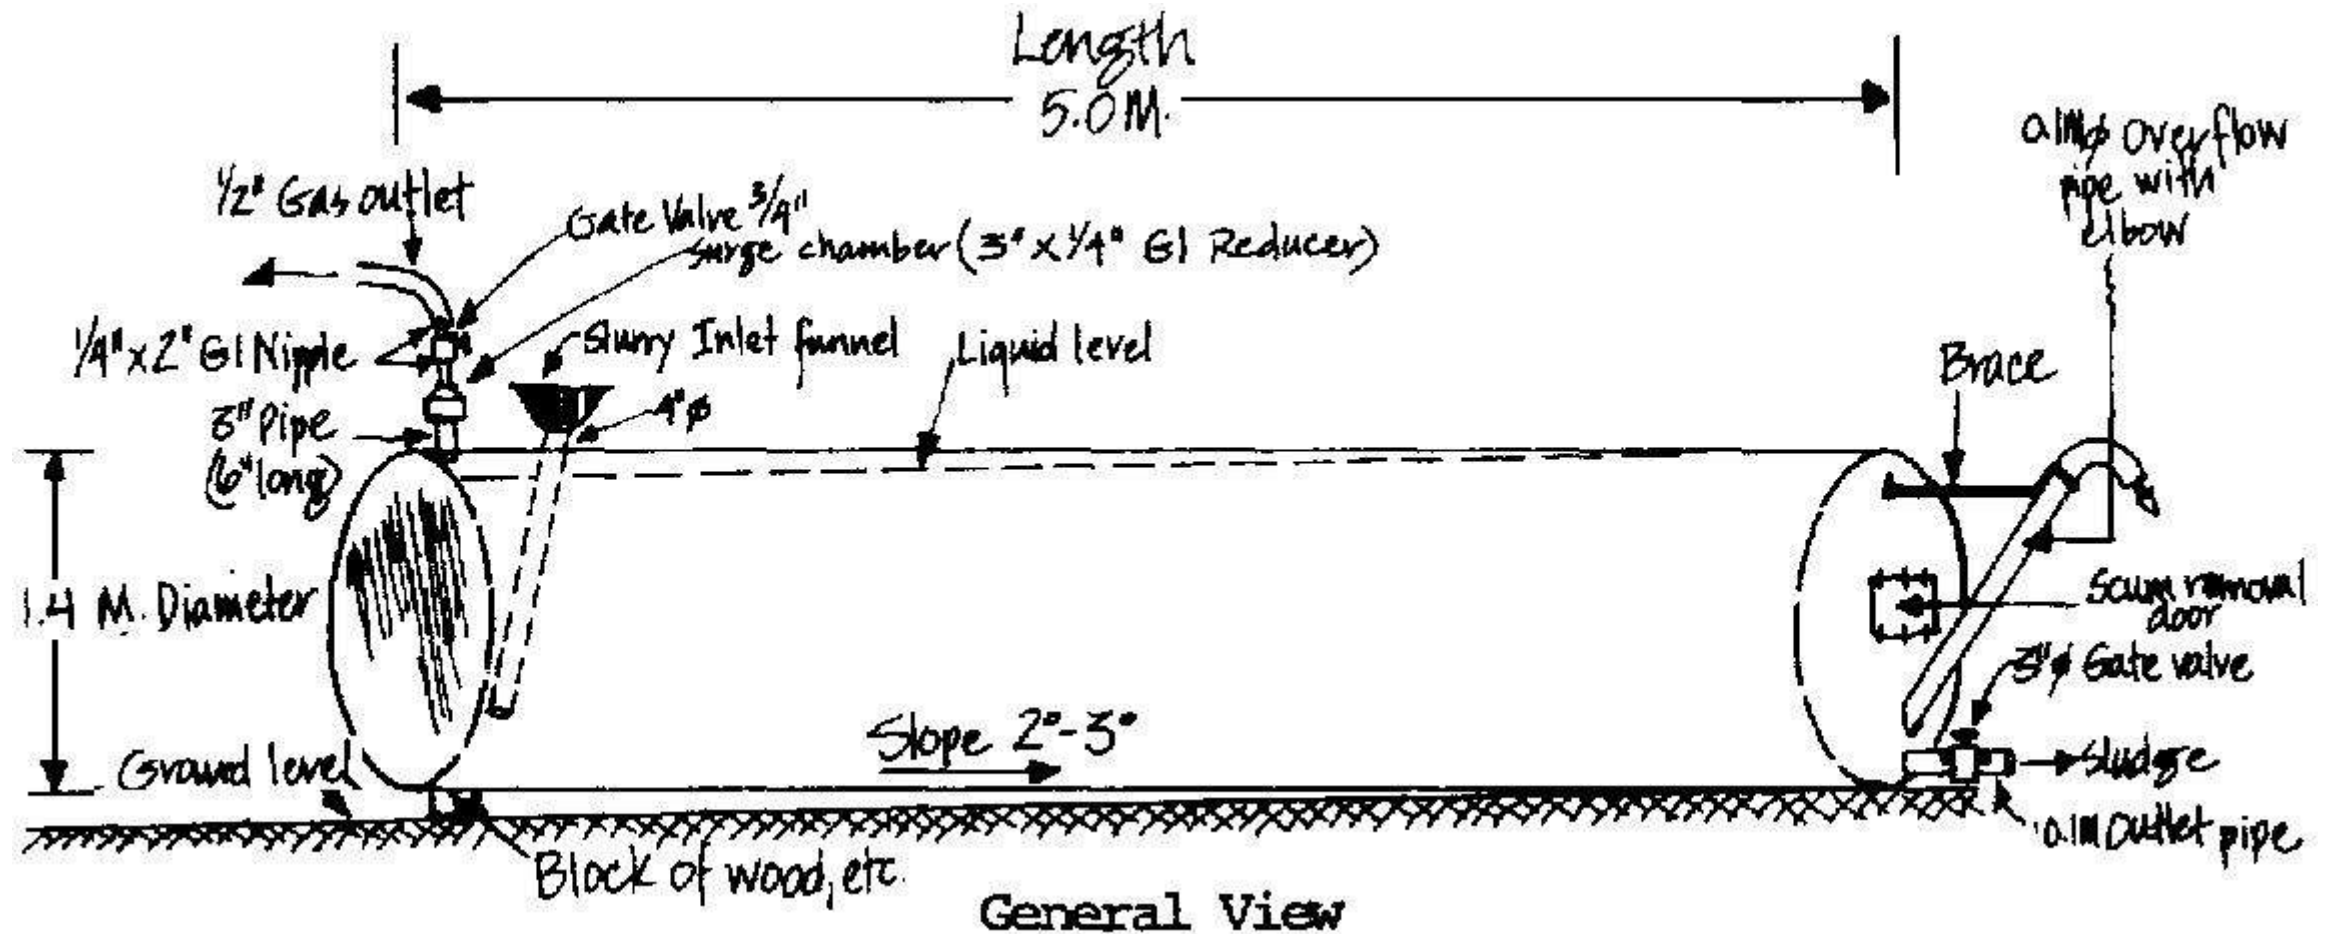 Length
5.0 M.
0.1Mφ Overflow
pipe with
elbow
1/2" Gas outlet
Gate Valve 3/4"
Surge chamber (3" x 1/4" GI Reducer)
1/4" x 2" GI Nipple
Slurry Inlet funnel
Liquid level
Brace
3" Pipe
(6" long)
4"φ
1.4 M. Diameter
Scum removal
door
3"φ Gate valve
Slope 2°-3°
Ground level
Sludge
0.1M Outlet pipe
Block of wood, etc.
General View